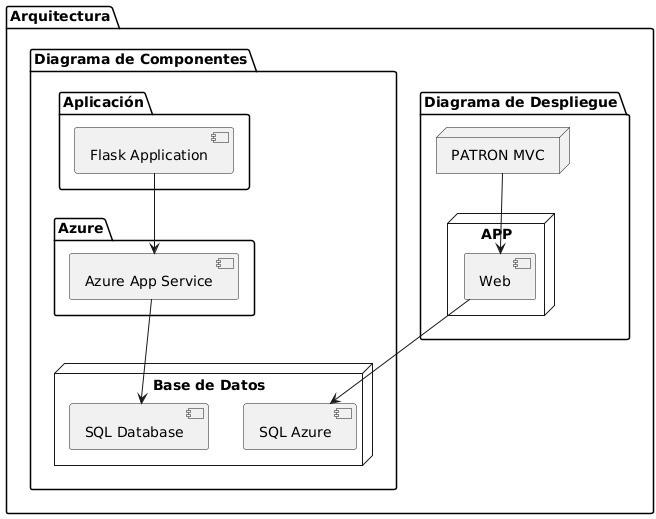 Arquitectura
Diagrama de Componentes
Aplicación
Flask Application
Azure
Azure App Service
Base de Datos
SQL Database
SQL Azure
Diagrama de Despliegue
PATRON MVC
APP
Web